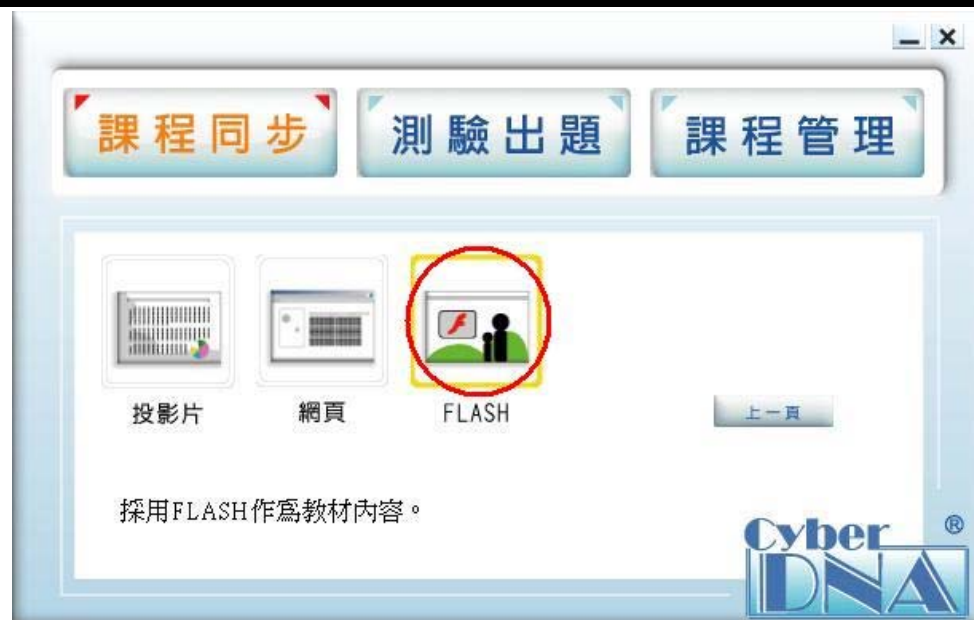 課程同步
測驗出題
課程管理
投影片
網頁
FLASH
上一頁
採用FLASH作為教材內容。
Cyber
DNA®